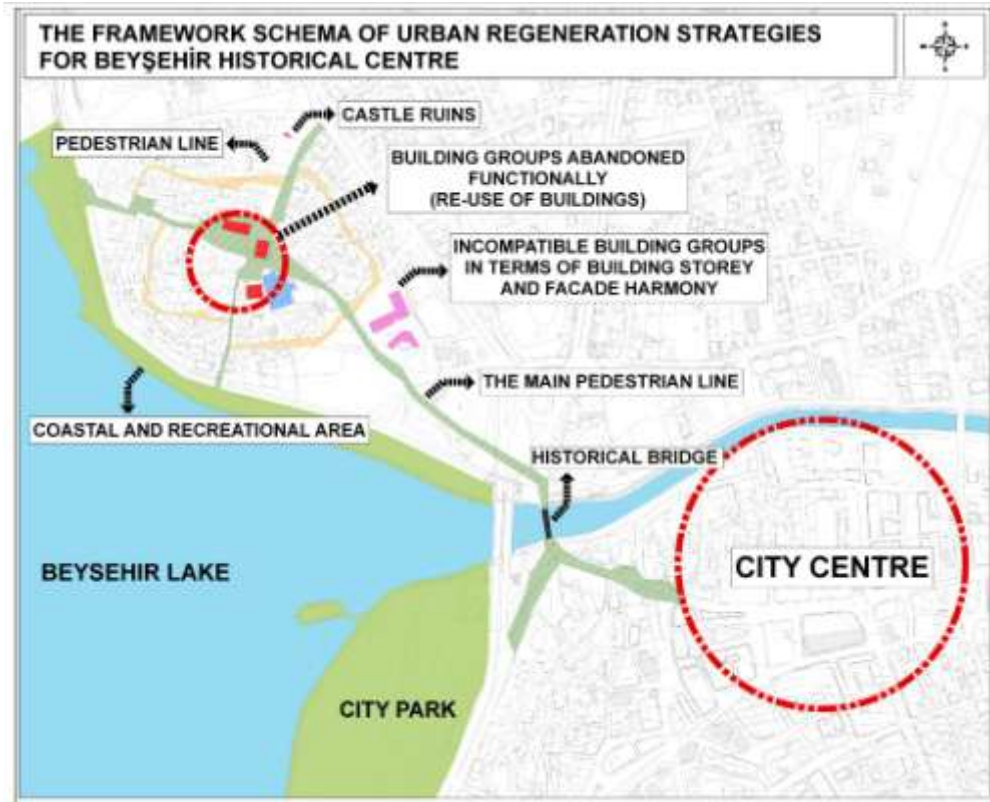 THE FRAMEWORK SCHEMA OF URBAN REGENERATION STRATEGIES
FOR BEYŞEHİR HISTORICAL CENTRE
CASTLE RUINS
PEDESTRIAN LINE
BUILDING GROUPS ABANDONED
FUNCTIONALLY
(RE-USE OF BUILDINGS)
INCOMPATIBLE BUILDING GROUPS
IN TERMS OF BUILDING STOREY
AND FACADE HARMONY
THE MAIN PEDESTRIAN LINE
COASTAL AND RECREATIONAL AREA
HISTORICAL BRIDGE
CITY CENTRE
BEYSEHIR LAKE
CITY PARK